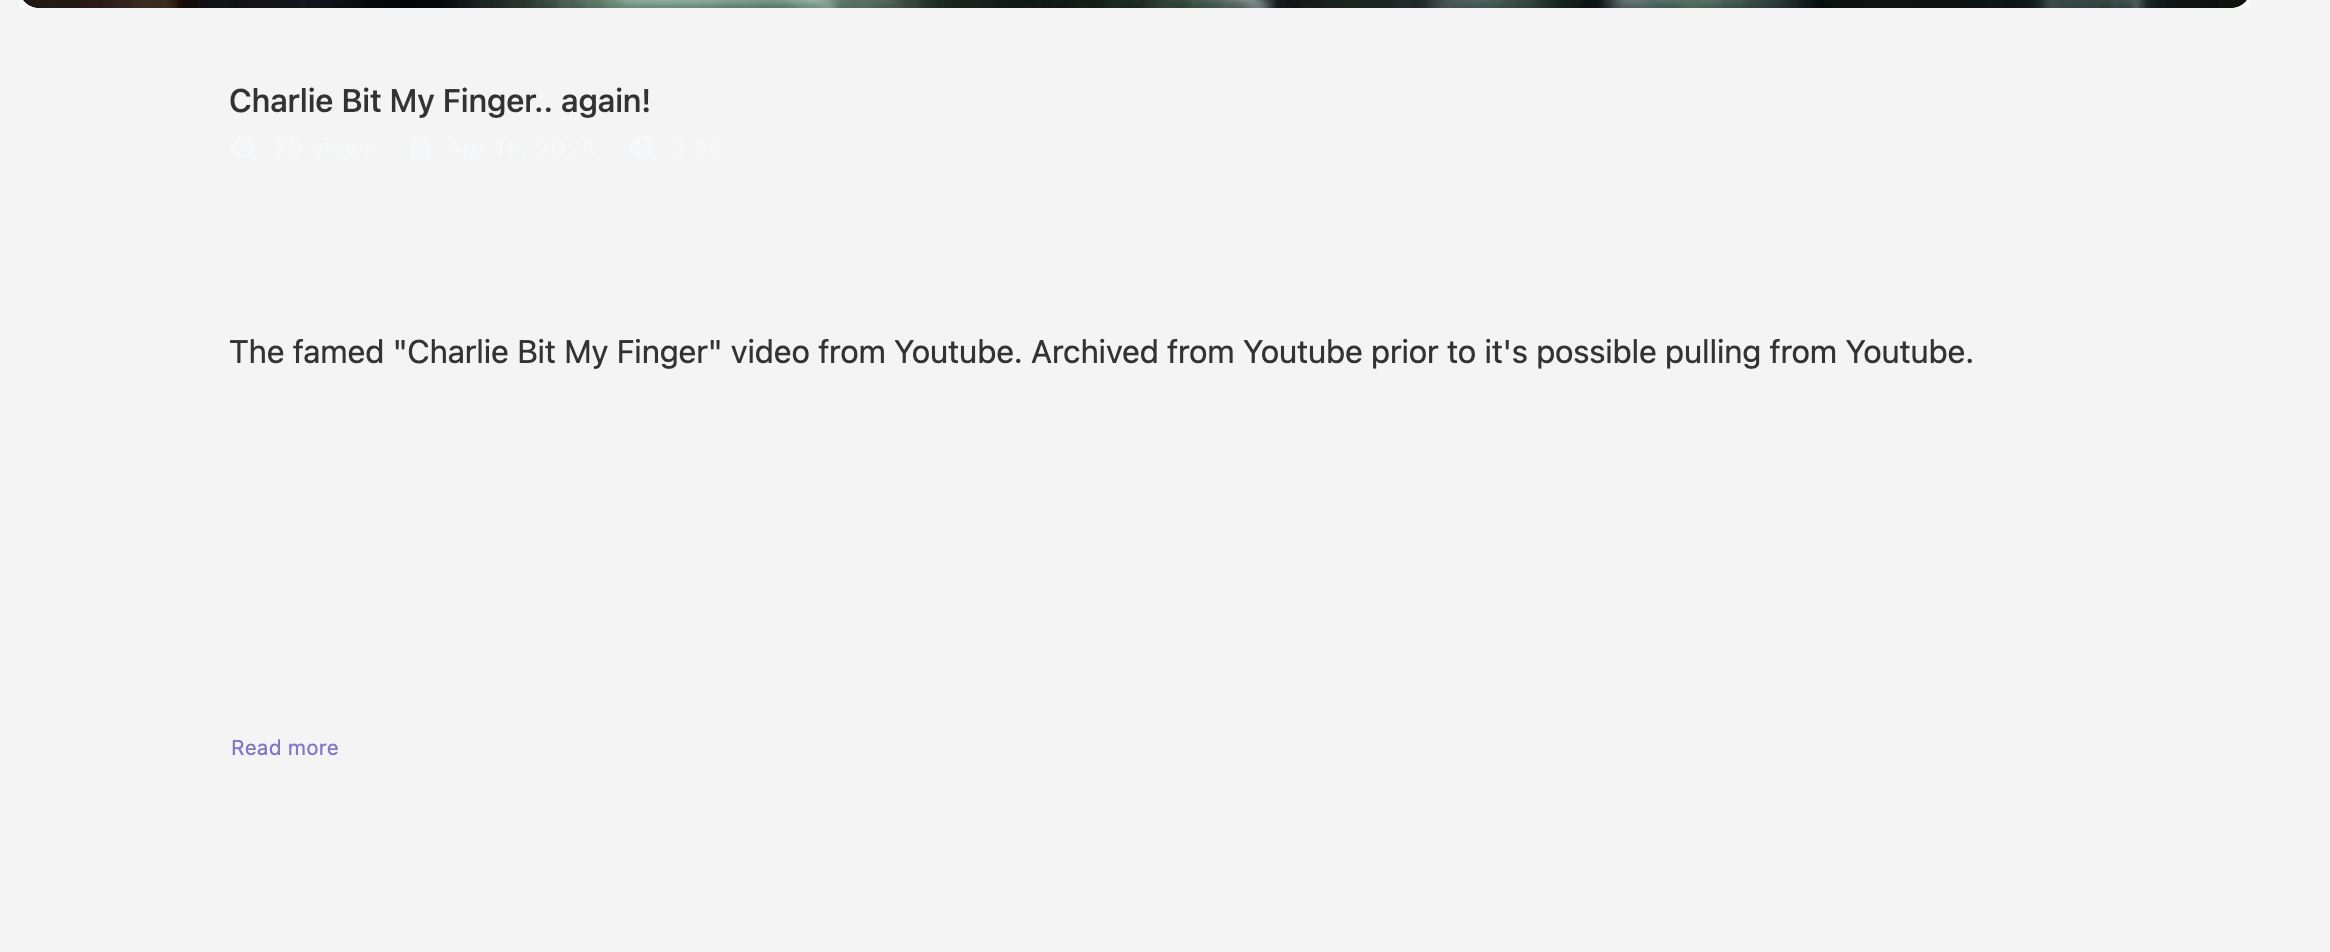 Charlie Bit My Finger.. again!
29 views Apr 19, 2025 0:55
The famed "Charlie Bit My Finger" video from Youtube. Archived from Youtube prior to it's possible pulling from Youtube.
Read more